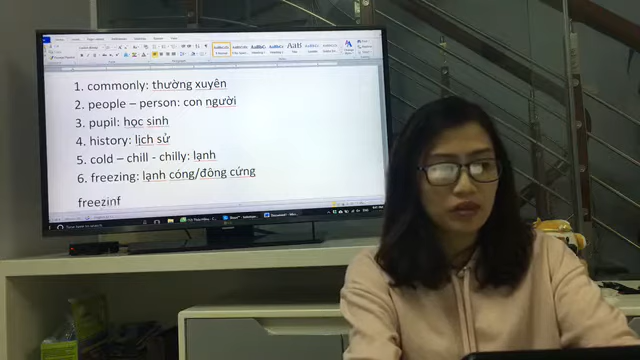 1. commonly: thường xuyên
2. people – person: con người
3. pupil: học sinh
4. history: lịch sử
5. cold – chill - chilly: lạnh
6. freezing: lạnh cóng/đông cứng
freezinf